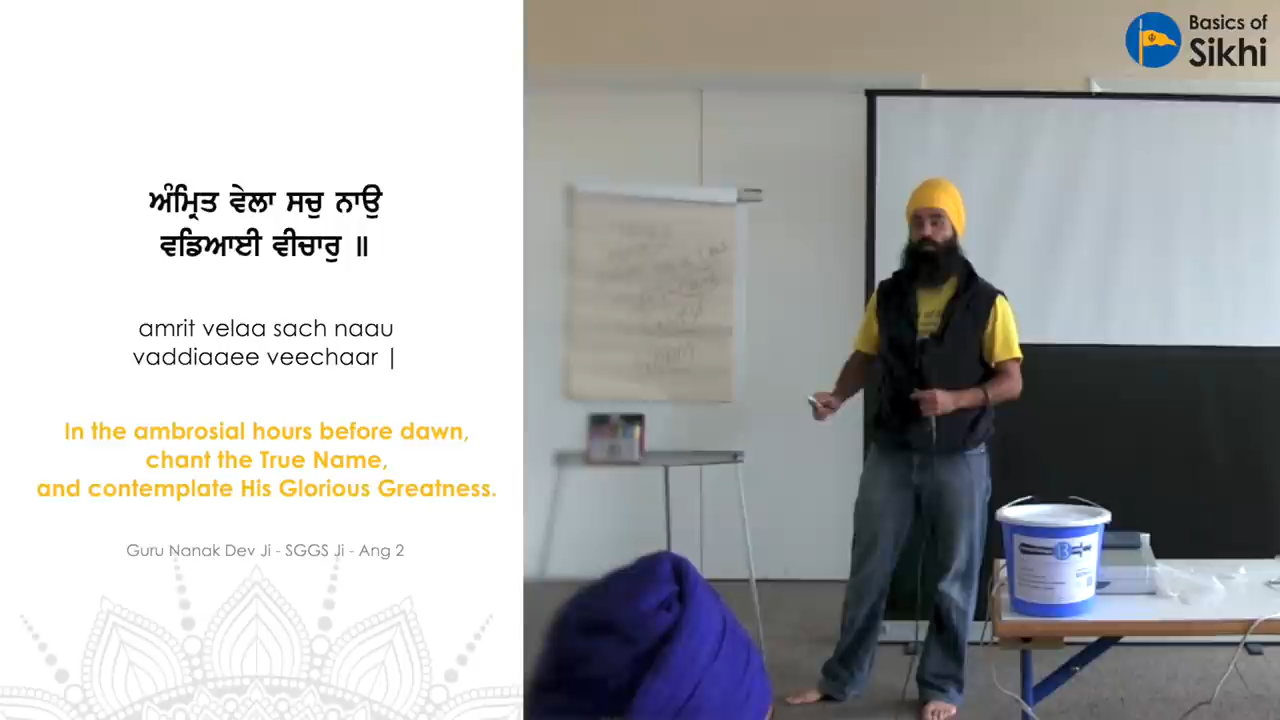 ਅੰਮ੍ਰਿਤ ਵੇਲਾ ਸਚੁ ਨਾਉ
ਵਡਿਆਈ ਵੀਚਾਰੁ ॥
amrit velaa sach naau
vaddiaaee veechaar |
In the ambrosial hours before dawn,
chant the True Name,
and contemplate His Glorious Greatness.
Guru Nanak Dev Ji - SGGS Ji - Ang 2
Basics of
Sikhi